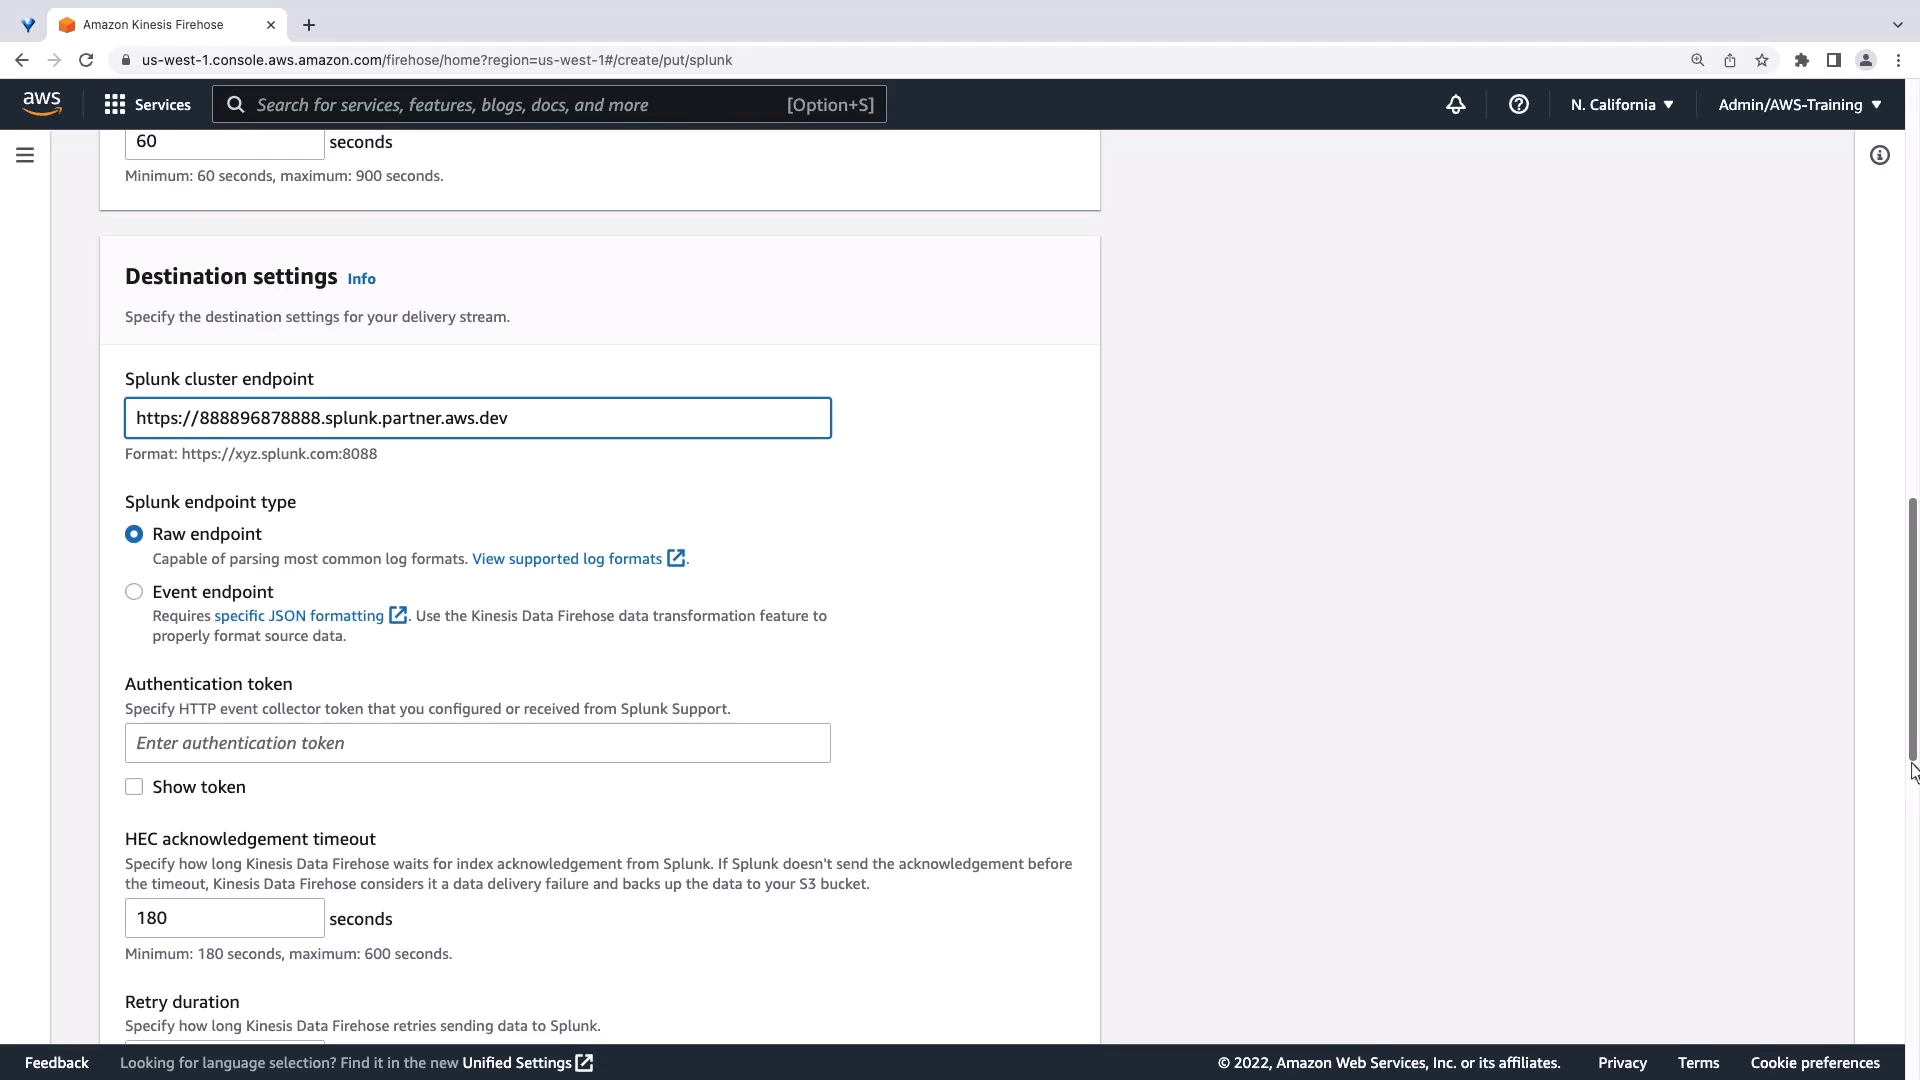 Amazon Kinesis Firehose
us-west-1.console.aws.amazon.com/firehose/home?region=us-west-1#/create/put/splunk
aws
Services
Search for services, features, blogs, docs, and more
[Option+S]
N. California
Admin/AWS-Training
60
seconds
Minimum: 60 seconds, maximum: 900 seconds.
Destination settings Info
Specify the destination settings for your delivery stream.
Splunk cluster endpoint
https://888896878888.splunk.partner.aws.dev
Format: https://xyz.splunk.com:8088
Splunk endpoint type
Raw endpoint
Capable of parsing most common log formats. View supported log formats.
Event endpoint
Requires specific JSON formatting. Use the Kinesis Data Firehose data transformation feature to
properly format source data.
Authentication token
Specify HTTP event collector token that you configured or received from Splunk Support.
Enter authentication token
Show token
HEC acknowledgement timeout
Specify how long Kinesis Data Firehose waits for index acknowledgement from Splunk. If Splunk doesn't send the acknowledgement before
the timeout, Kinesis Data Firehose considers it a data delivery failure and backs up the data to your S3 bucket.
180
seconds
Minimum: 180 seconds, maximum: 600 seconds.
Retry duration
Specify how long Kinesis Data Firehose retries sending data to Splunk.
Feedback
Looking for language selection? Find it in the new Unified Settings
© 2022, Amazon Web Services, Inc. or its affiliates.
Privacy
Terms
Cookie preferences